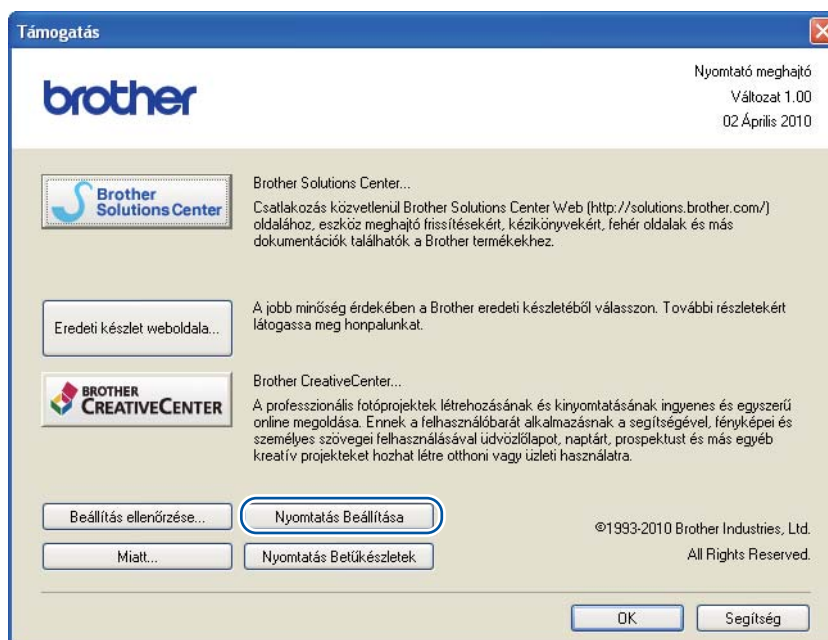 Támogatás
brother
Nyomtató meghajtó
Változat 1.00
02 Április 2010
Brother
Solutions Center
Brother Solutions Center...
Csatlakozás közvetlenül Brother Solutions Center Web (http://solutions.brother.com/)
oldalához, eszköz meghajtó frissítésekért, kézikönyvekért, fehér oldalak és más
dokumentációk találhatók a Brother termékekhez.
Eredeti készlet weboldala...
A jobb minőség érdekében a Brother eredeti készletéből válasszon. További részletekért
látogassa meg honpalunkat.
BROTHER
CREATIVECENTER
Brother CreativeCenter...
A professzionális fotóprojektek létrehozásának és kinyomtatásának ingyenes és egyszerű
online megoldása. Ennek a felhasználóbarát alkalmazásnak a segítségével, fényképei és
személyes szövegei felhasználásával üdvözlőlapot, naptárt, prospektust és más egyéb
kreatív projekteket hozhat létre otthoni vagy üzleti használatra.
Beállítás ellenőrzése...
Nyomtatás Beállítása
©1993-2010 Brother Industries, Ltd.
Miatt...
Nyomtatás Betűkészletek
All Rights Reserved.
OK
Segítség